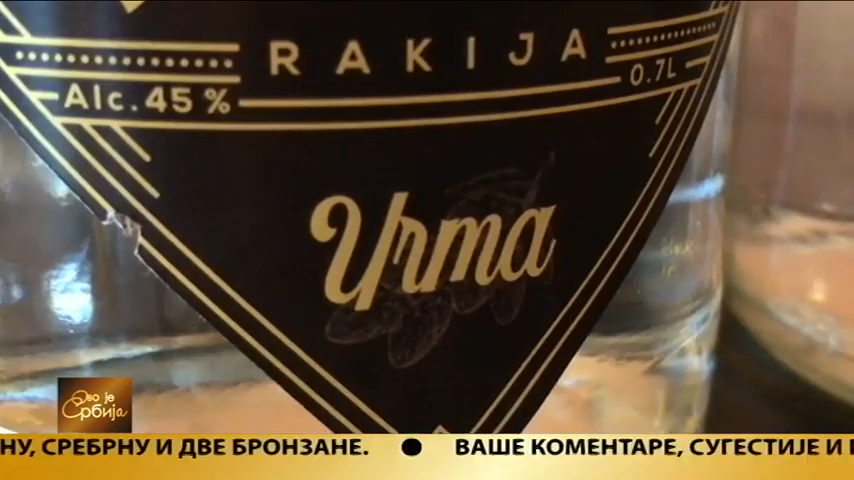 RAKIJA
Alc. 45 %
0.7L
Urma
Ово је
Србија
НУ, СРЕБРНУ И ДВЕ БРОНЗАНЕ. ● ВАШЕ КОМЕНТАРЕ, СУГЕСТИЈЕ И